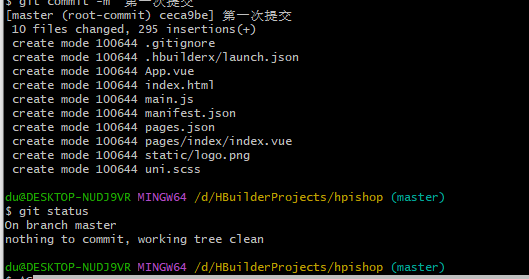 $ git commit -m "第一次提交
[master (root-commit) ceca9be] 第一次提交
10 files changed, 295 insertions(+)
create mode 100644 .gitignore
create mode 100644 .hbuilderx/launch.json
create mode 100644 App.vue
create mode 100644 index.html
create mode 100644 main.js
create mode 100644 manifest.json
create mode 100644 pages.json
create mode 100644 pages/index/index.vue
create mode 100644 static/logo.png
create mode 100644 uni.scss
du@DESKTOP-NUDJ9VR MINGW64 /d/HBuilderProjects/hpishop (master)
$ git status
On branch master
nothing to commit, working tree clean
du@DESKTOP-NUDJ9VR MINGW64 /d/HBuilderProjects/hpishop (master)